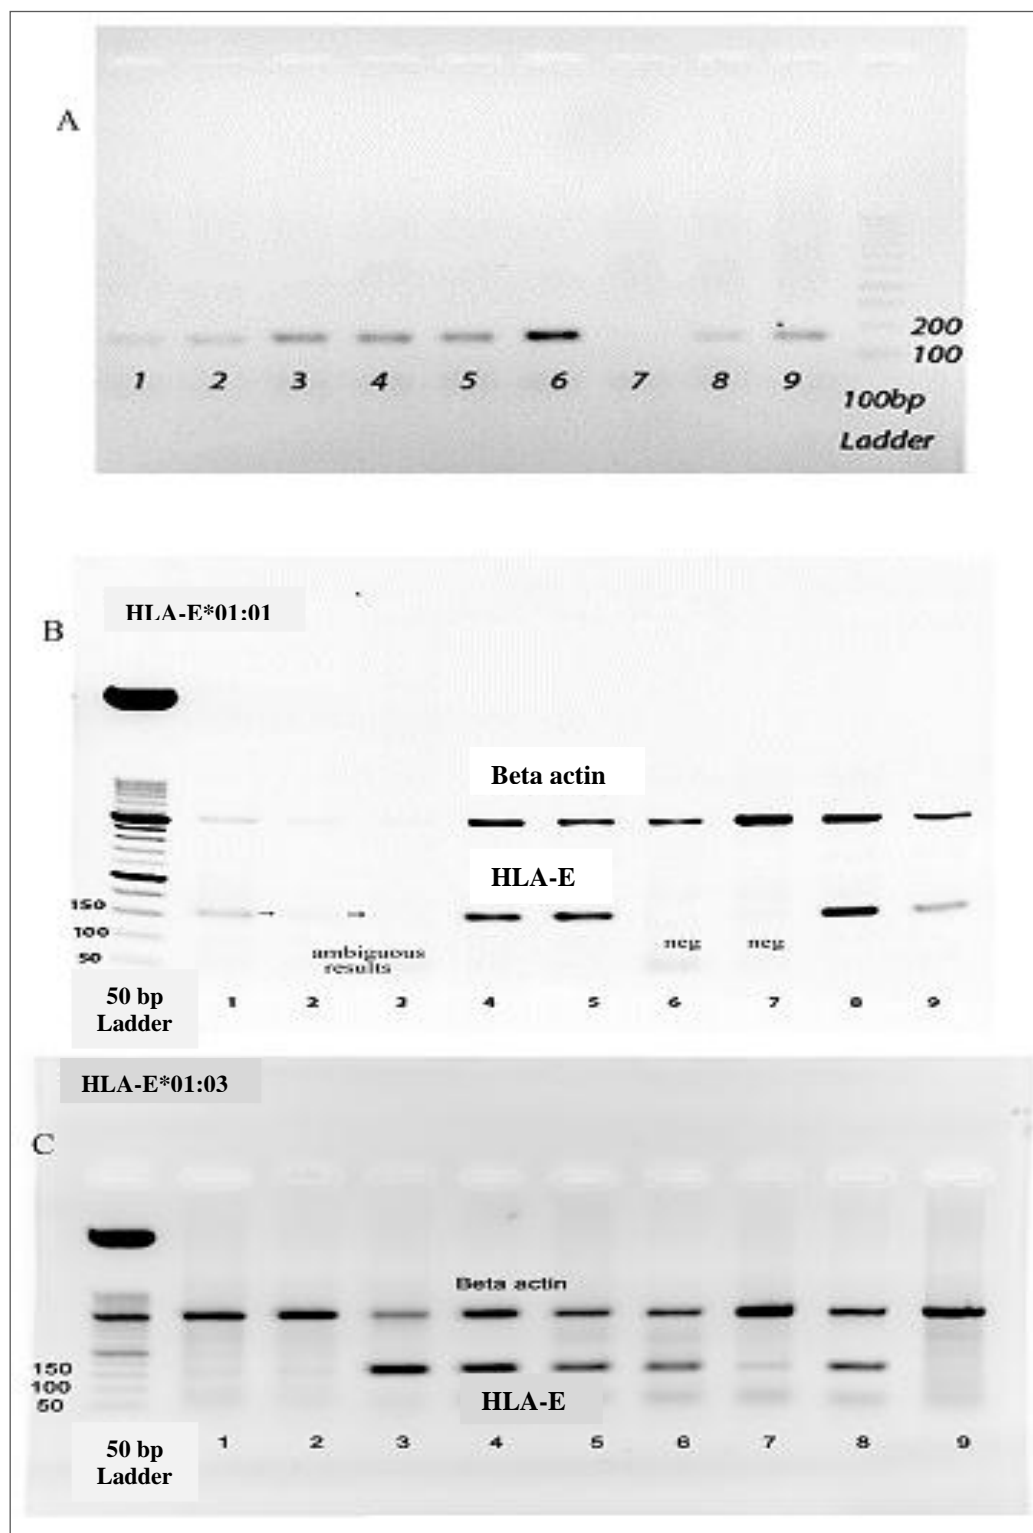 A
1 2 3 4 5 6 7 8 9
200
100
100bp
Ladder
B
HLA-E*01:01
Beta actin
HLA-E
150
100
50
ambiguous
results
neg neg
50 bp
Ladder
1 2 3 4 5 6 7 8 9
HLA-E*01:03
C
Beta actin
150
100
50
HLA-E
50 bp
Ladder
1 2 3 4 5 6 7 8 9